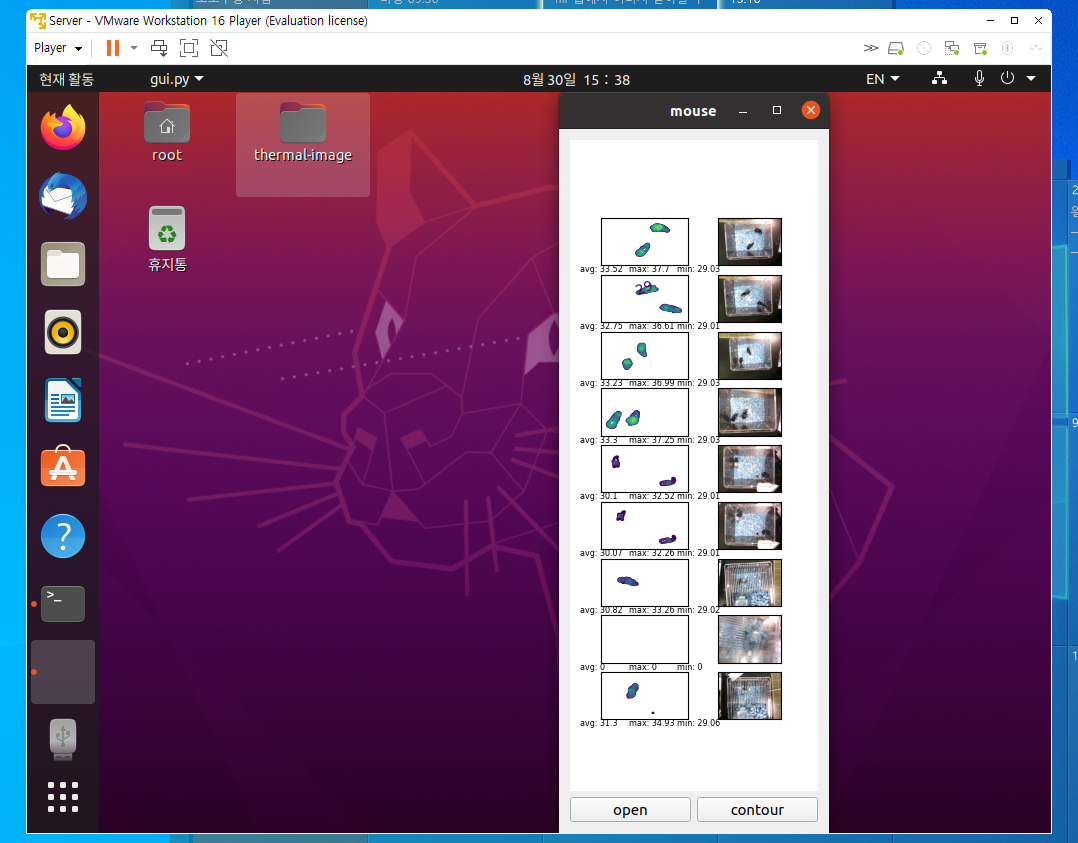 Server - VMware Workstation 16 Player (Evaluation license)
Player
현재 활동
gui.py
8월 30일 15 : 38
EN
mouse
root
thermal-image
휴지통
avg: 33.52 max: 37.7 min: 29.03
avg: 32.75 max: 36.61 min: 29.01
avg: 33.23 max: 36.99 min: 29.03
avg: 33.3 max: 37.25 min: 29.03
avg: 30.1 max: 32.52 min: 29.01
avg: 30.07 max: 32.26 min: 29.01
avg: 30.82 max: 33.26 min: 29.02
avg: 0 max: 0 min: 0
avg: 31.3 max: 34.93 min: 29.06
open
contour